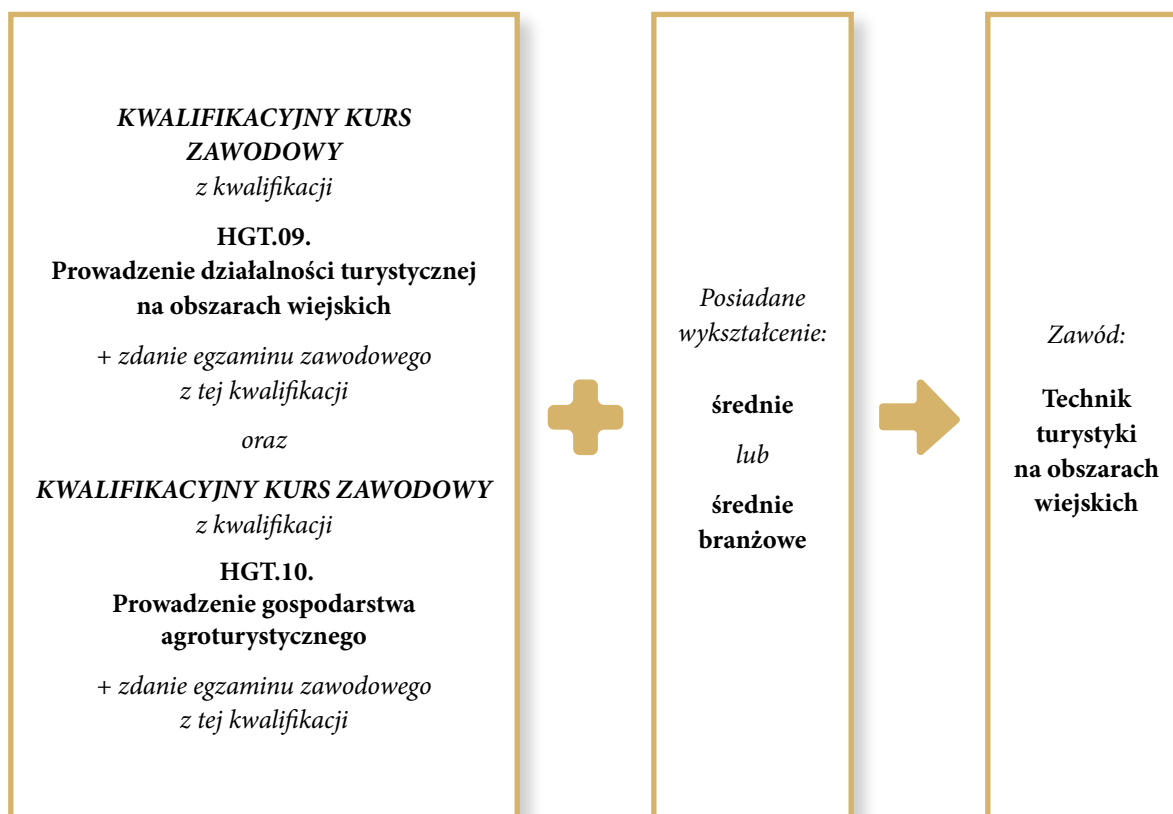 KWALIFIKACYJNY KURS
ZAWODOWY
z kwalifikacji
HGT.09.
Prowadzenie działalności turystycznej
na obszarach wiejskich
+ zdanie egzaminu zawodowego
z tej kwalifikacji
oraz
KWALIFIKACYJNY KURS ZAWODOWY
z kwalifikacji
HGT.10.
Prowadzenie gospodarstwa
agroturystycznego
+ zdanie egzaminu zawodowego
z tej kwalifikacji
Posiadane
wykształcenie:
średnie
lub
średnie
branżowe
Zawód:
Technik
turystyki
na obszarach
wiejskich